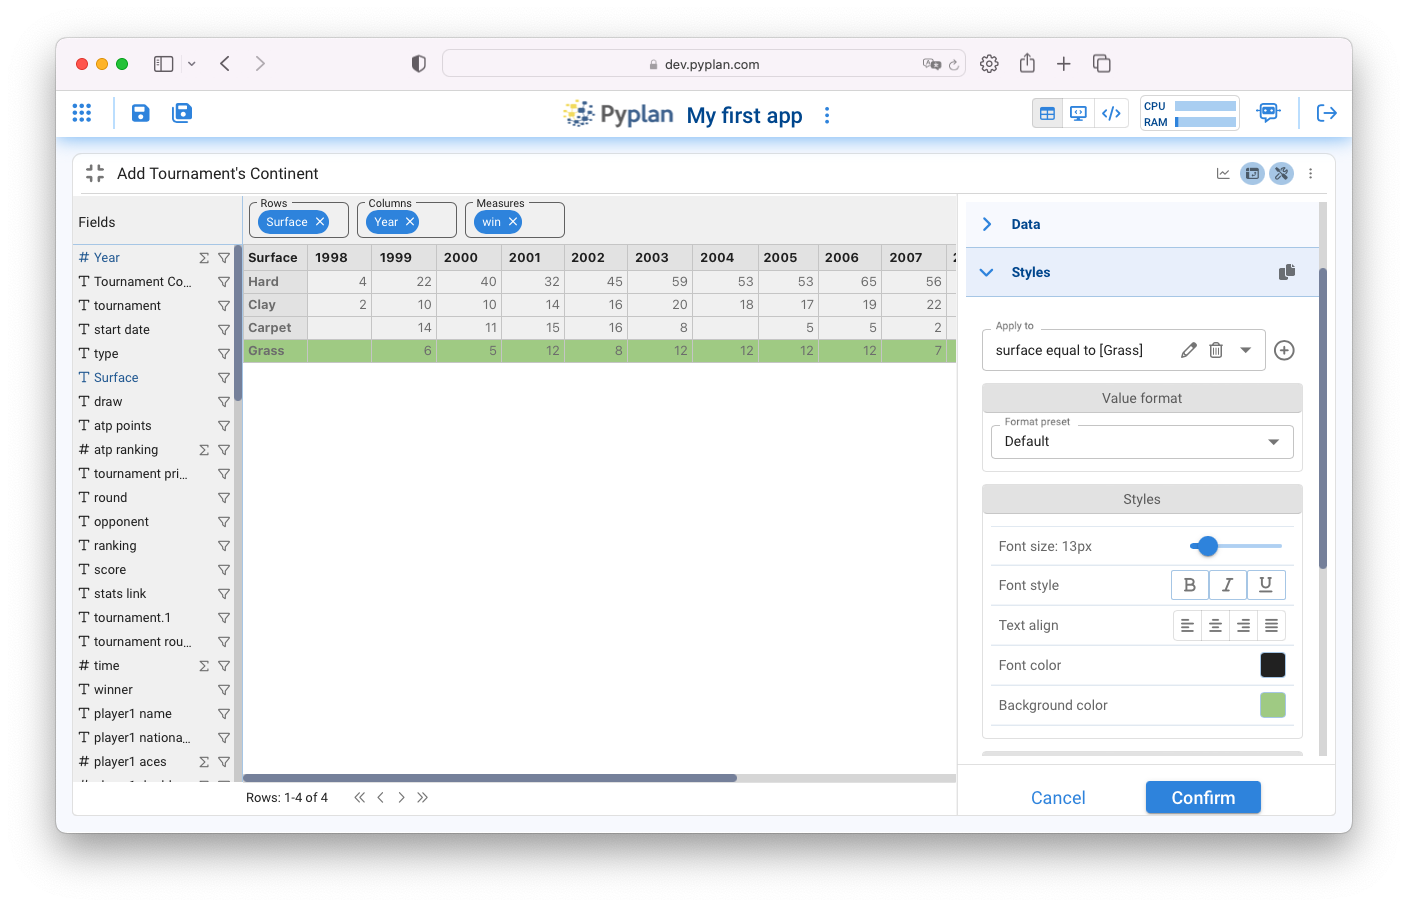 dev.pyplan.com
Pyplan My first app
CPU
RAM
Add Tournament's Continent
Fields
Rows
Surface
Columns
Year
Measures
win
# Year
T Tournament Co...
T tournament
T start date
T type
T Surface
T draw
T atp points
# atp ranking
T tournament pri...
T round
T opponent
T ranking
T score
T stats link
T tournament.1
T tournament rou...
# time
T winner
T player1 name
T player1 nationa...
# player1 aces
Surface 1998 1999 2000 2001 2002 2003 2004 2005 2006 2007
Hard 4 22 40 32 45 59 53 53 65 56
Clay 2 10 10 14 16 20 18 17 19 22
Carpet 14 11 15 16 8 5 5 2
Grass 6 5 12 8 12 12 12 12 7
Rows: 1-4 of 4
Data
Styles
Apply to
surface equal to [Grass]
Value format
Format preset
Default
Styles
Font size: 13px
Font style B I U
Text align
Font color
Background color
Cancel Confirm